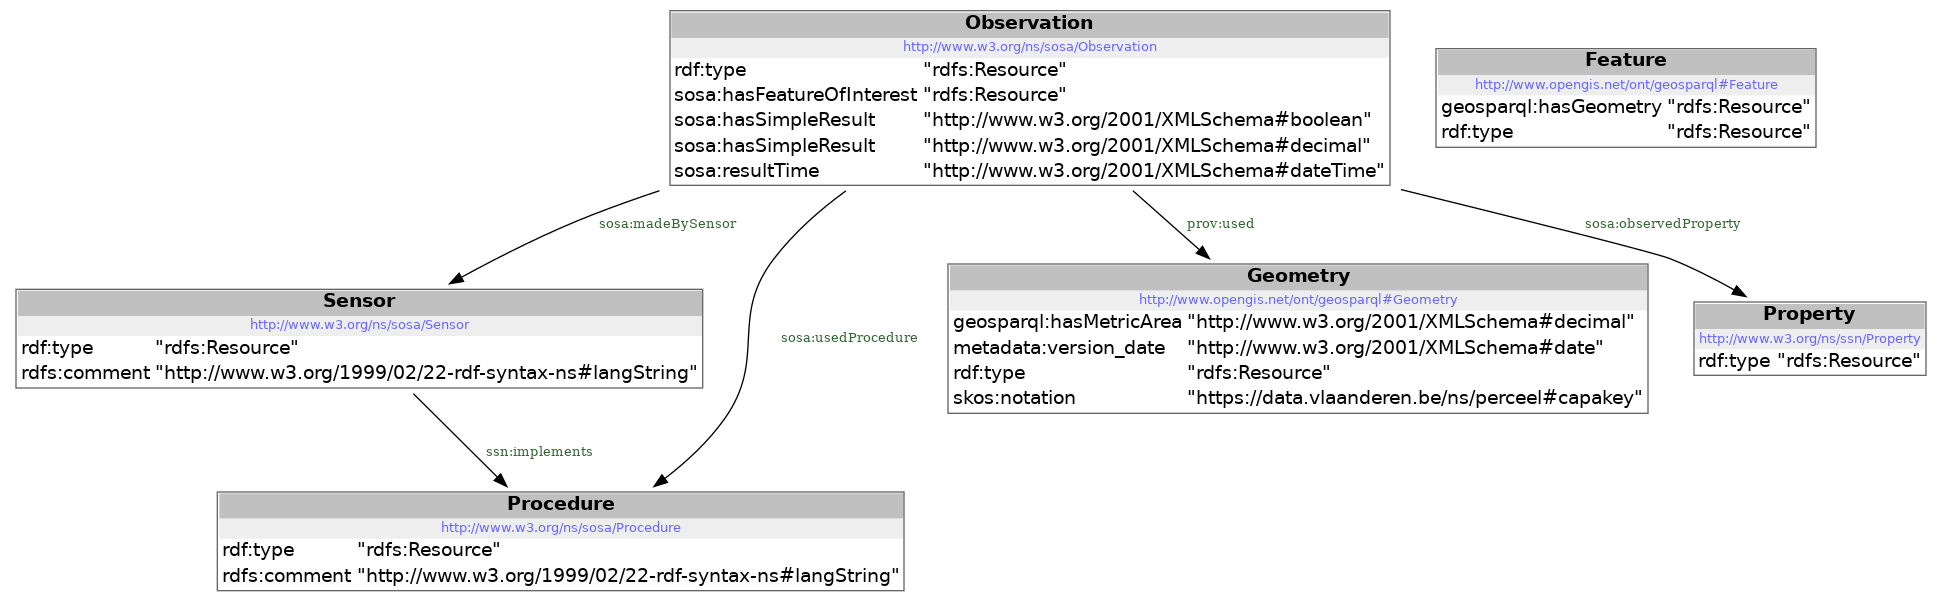 Observation
http://www.w3.org/ns/sosa/Observation
rdf:type "rdfs:Resource"
sosa:hasFeatureOfInterest "rdfs:Resource"
sosa:hasSimpleResult "http://www.w3.org/2001/XMLSchema#boolean"
sosa:hasSimpleResult "http://www.w3.org/2001/XMLSchema#decimal"
sosa:resultTime "http://www.w3.org/2001/XMLSchema#dateTime"
Feature
http://www.opengis.net/ont/geosparql#Feature
geosparql:hasGeometry "rdfs:Resource"
rdf:type "rdfs:Resource"
sosa:madeBySensor
prov:used
sosa:observedProperty
Sensor
http://www.w3.org/ns/sosa/Sensor
rdf:type "rdfs:Resource"
rdfs:comment "http://www.w3.org/1999/02/22-rdf-syntax-ns#langString"
sosa:usedProcedure
Geometry
http://www.opengis.net/ont/geosparql#Geometry
geosparql:hasMetricArea "http://www.w3.org/2001/XMLSchema#decimal"
metadata:version_date "http://www.w3.org/2001/XMLSchema#date"
rdf:type "rdfs:Resource"
skos:notation "https://data.vlaanderen.be/ns/perceel#capakey"
Property
http://www.w3.org/ns/ssn/Property
rdf:type "rdfs:Resource"
ssn:implements
Procedure
http://www.w3.org/ns/sosa/Procedure
rdf:type "rdfs:Resource"
rdfs:comment "http://www.w3.org/1999/02/22-rdf-syntax-ns#langString"